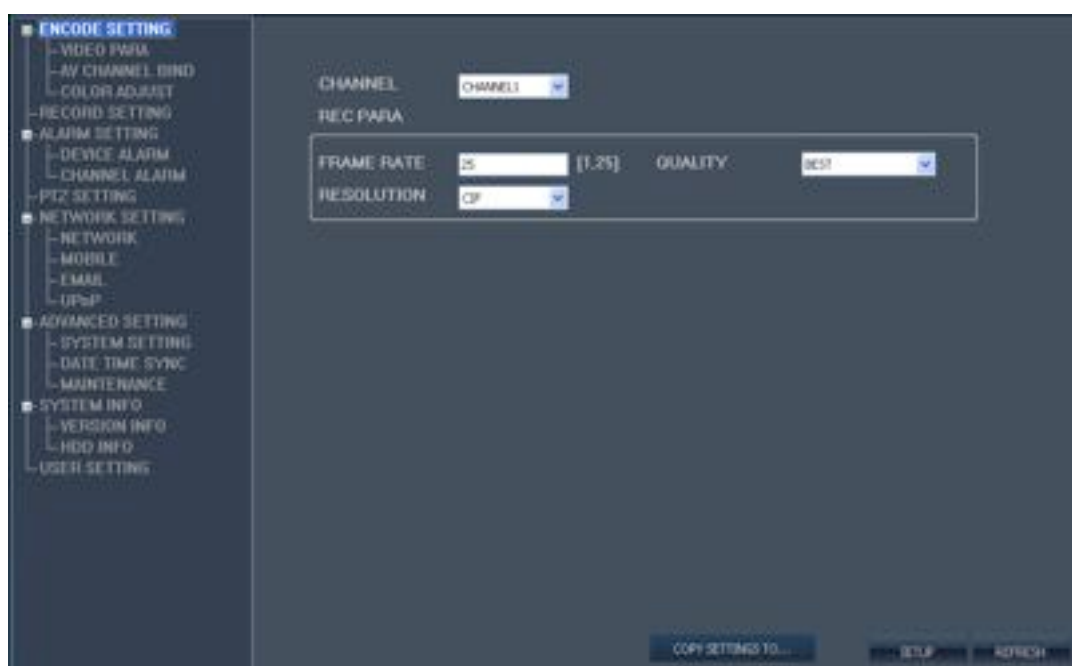 ENCODE SETTING
VIDEO PARA
AV CHANNEL BIND
COLOR ADJUST
RECORD SETTING
ALARM SETTING
DEVICE ALARM
CHANNEL ALARM
PTZ SETTING
NETWORK SETTING
NETWORK
MOBILE
EMAIL
UPnP
ADVANCED SETTING
SYSTEM SETTING
DATE TIME SYNC
MAINTENANCE
SYSTEM INFO
VERSION INFO
HDD INFO
USER SETTING
CHANNEL CHANNEL1
REC PARA
FRAME RATE 25 [1,25] QUALITY BEST
RESOLUTION CIF
COPY SETTINGS TO... SETUP REFRESH